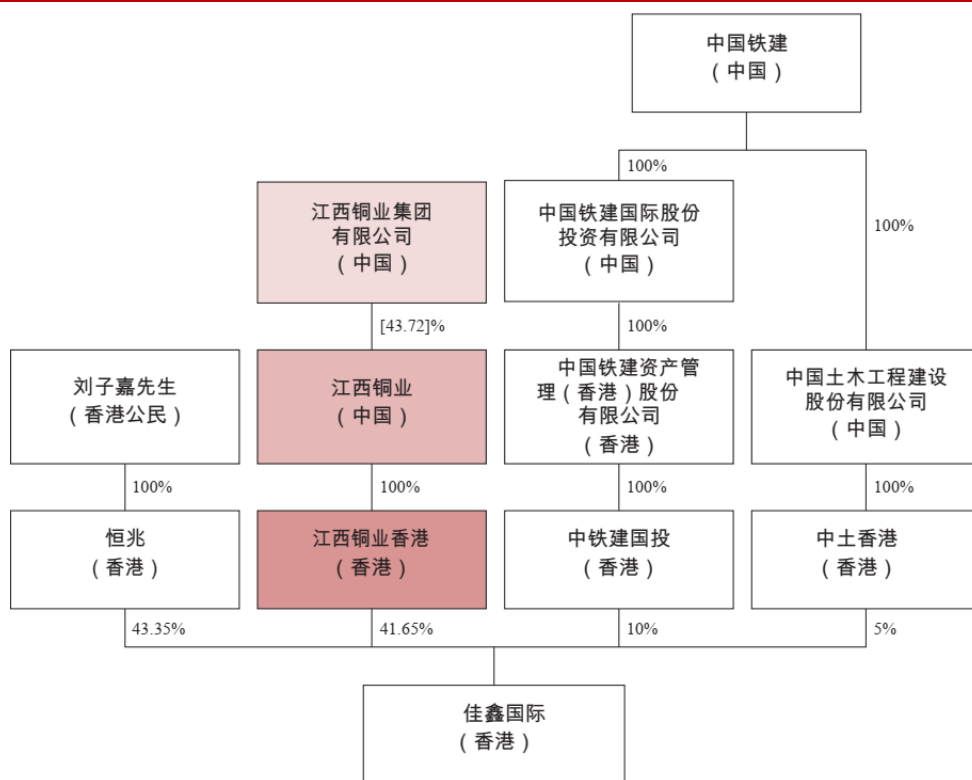 中国铁建
（中国）
100%
100%
江西铜业集团
有限公司
（中国）
中国铁建国际股份
投资有限公司
（中国）
[43.72]%
100%
刘子嘉先生
（香港公民）
江西铜业
（中国）
中国铁建资产管
理（香港）股份
有限公司
（香港）
中国土木工程建设
股份有限公司
（中国）
100%
100%
100%
100%
恒兆
（香港）
江西铜业香港
（香港）
中铁建国投
（香港）
中土香港
（香港）
43.35%
41.65%
10%
5%
佳鑫国际
（香港）